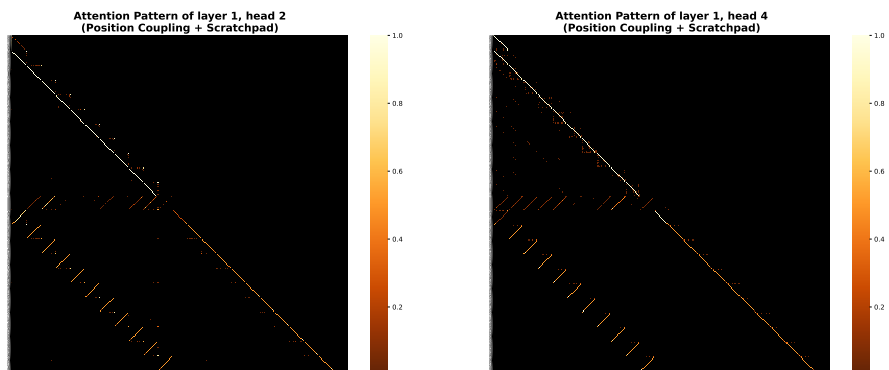 Attention Pattern of layer 1, head 2
(Position Coupling + Scratchpad)
1.0
0.8
0.6
0.4
0.2
Attention Pattern of layer 1, head 4
(Position Coupling + Scratchpad)
1.0
0.8
0.6
0.4
0.2